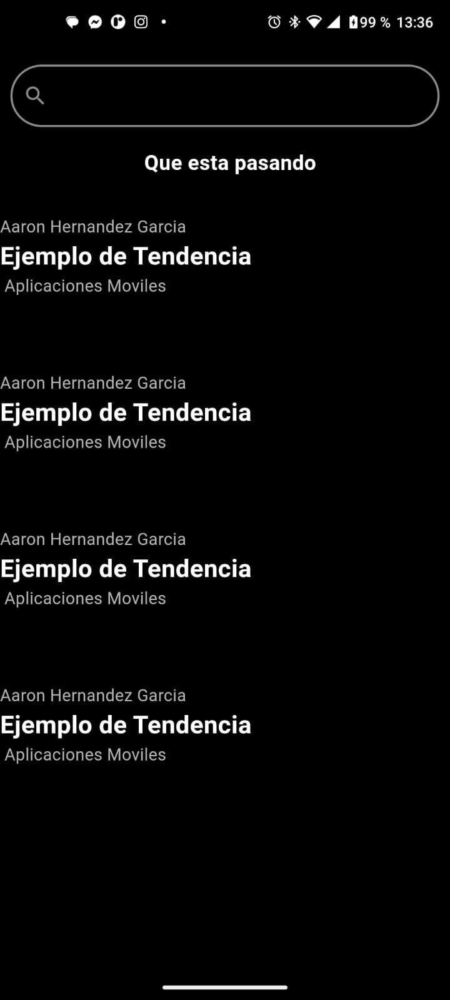 99 % 13:36
Que esta pasando
Aaron Hernandez Garcia
Ejemplo de Tendencia
Aplicaciones Moviles
Aaron Hernandez Garcia
Ejemplo de Tendencia
Aplicaciones Moviles
Aaron Hernandez Garcia
Ejemplo de Tendencia
Aplicaciones Moviles
Aaron Hernandez Garcia
Ejemplo de Tendencia
Aplicaciones Moviles